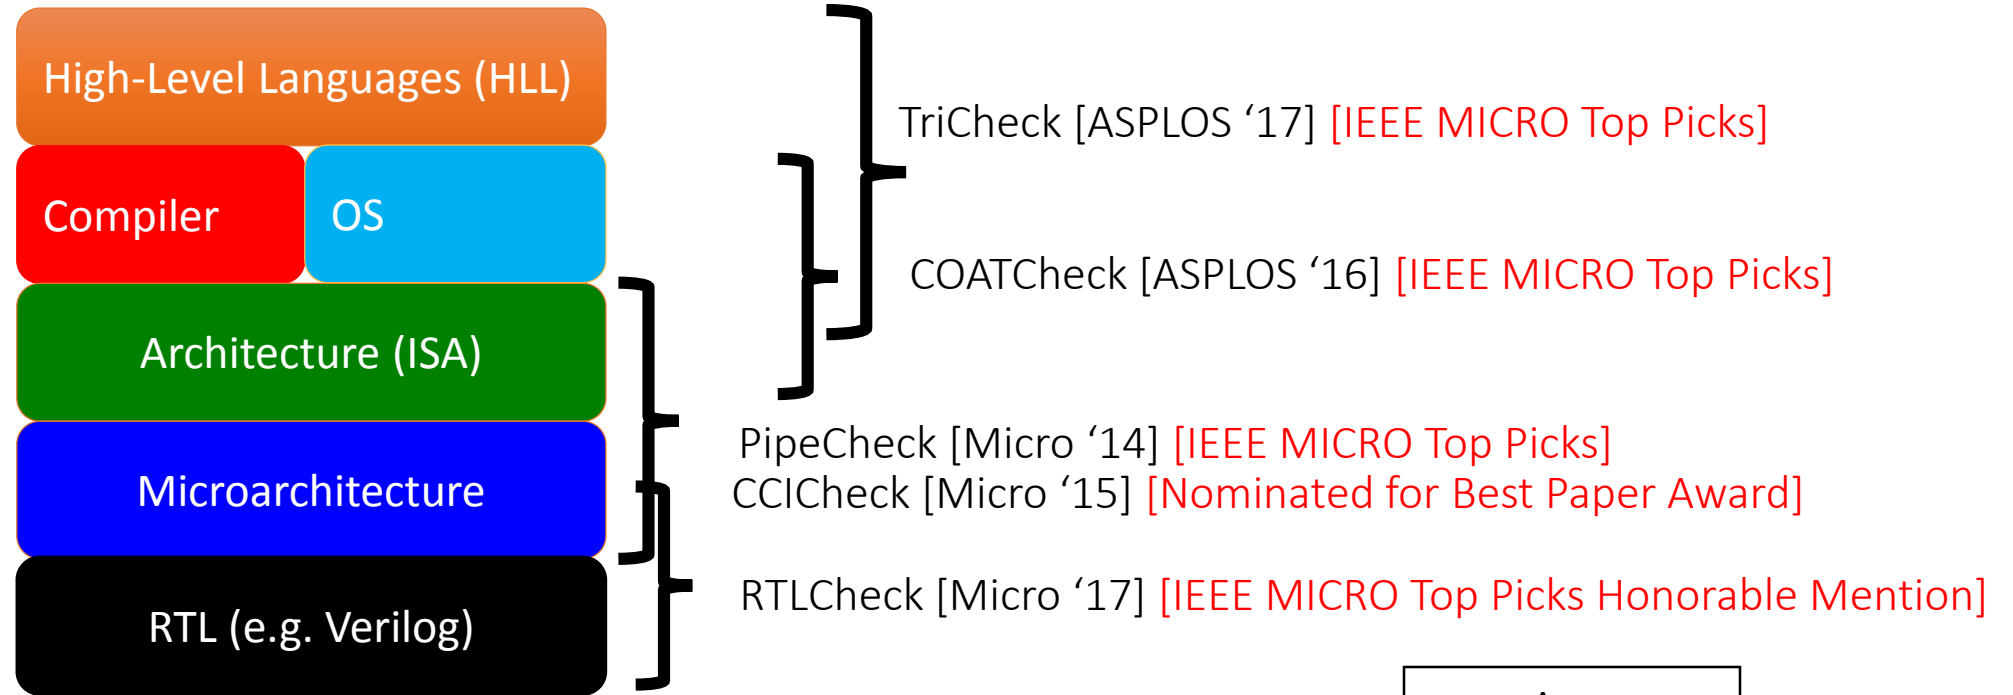 High-Level Languages (HLL)
TriCheck [ASPLOS ‘17] [IEEE MICRO Top Picks]
Compiler
OS
COATCheck [ASPLOS ‘16] [IEEE MICRO Top Picks]
Architecture (ISA)
PipeCheck [Micro ‘14] [IEEE MICRO Top Picks]
Microarchitecture
CCICheck [Micro ‘15] [Nominated for Best Paper Award]
RTLCheck [Micro ‘17] [IEEE MICRO Top Picks Honorable Mention]
RTL (e.g. Verilog)